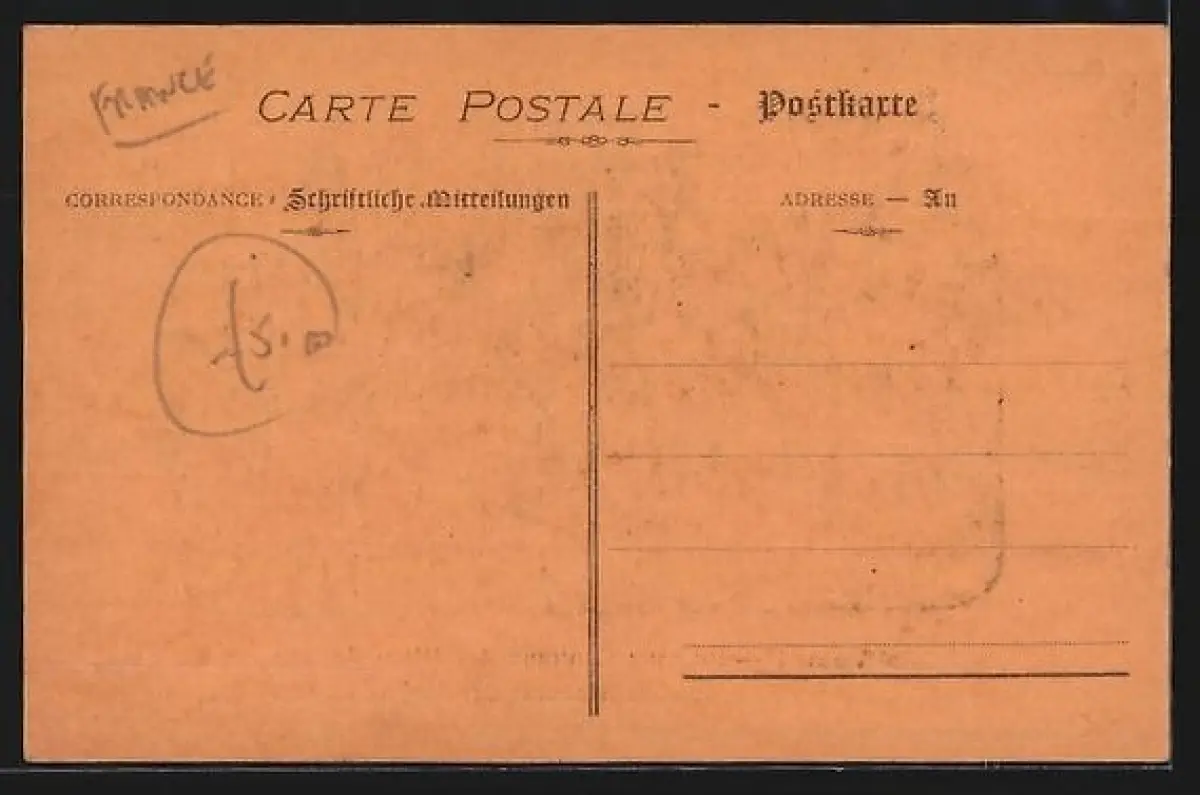 FRANCE
CARTE POSTALE - Postkarte
CORRESPONDANCE · Schriftliche Mitteilungen
ADRESSE — An